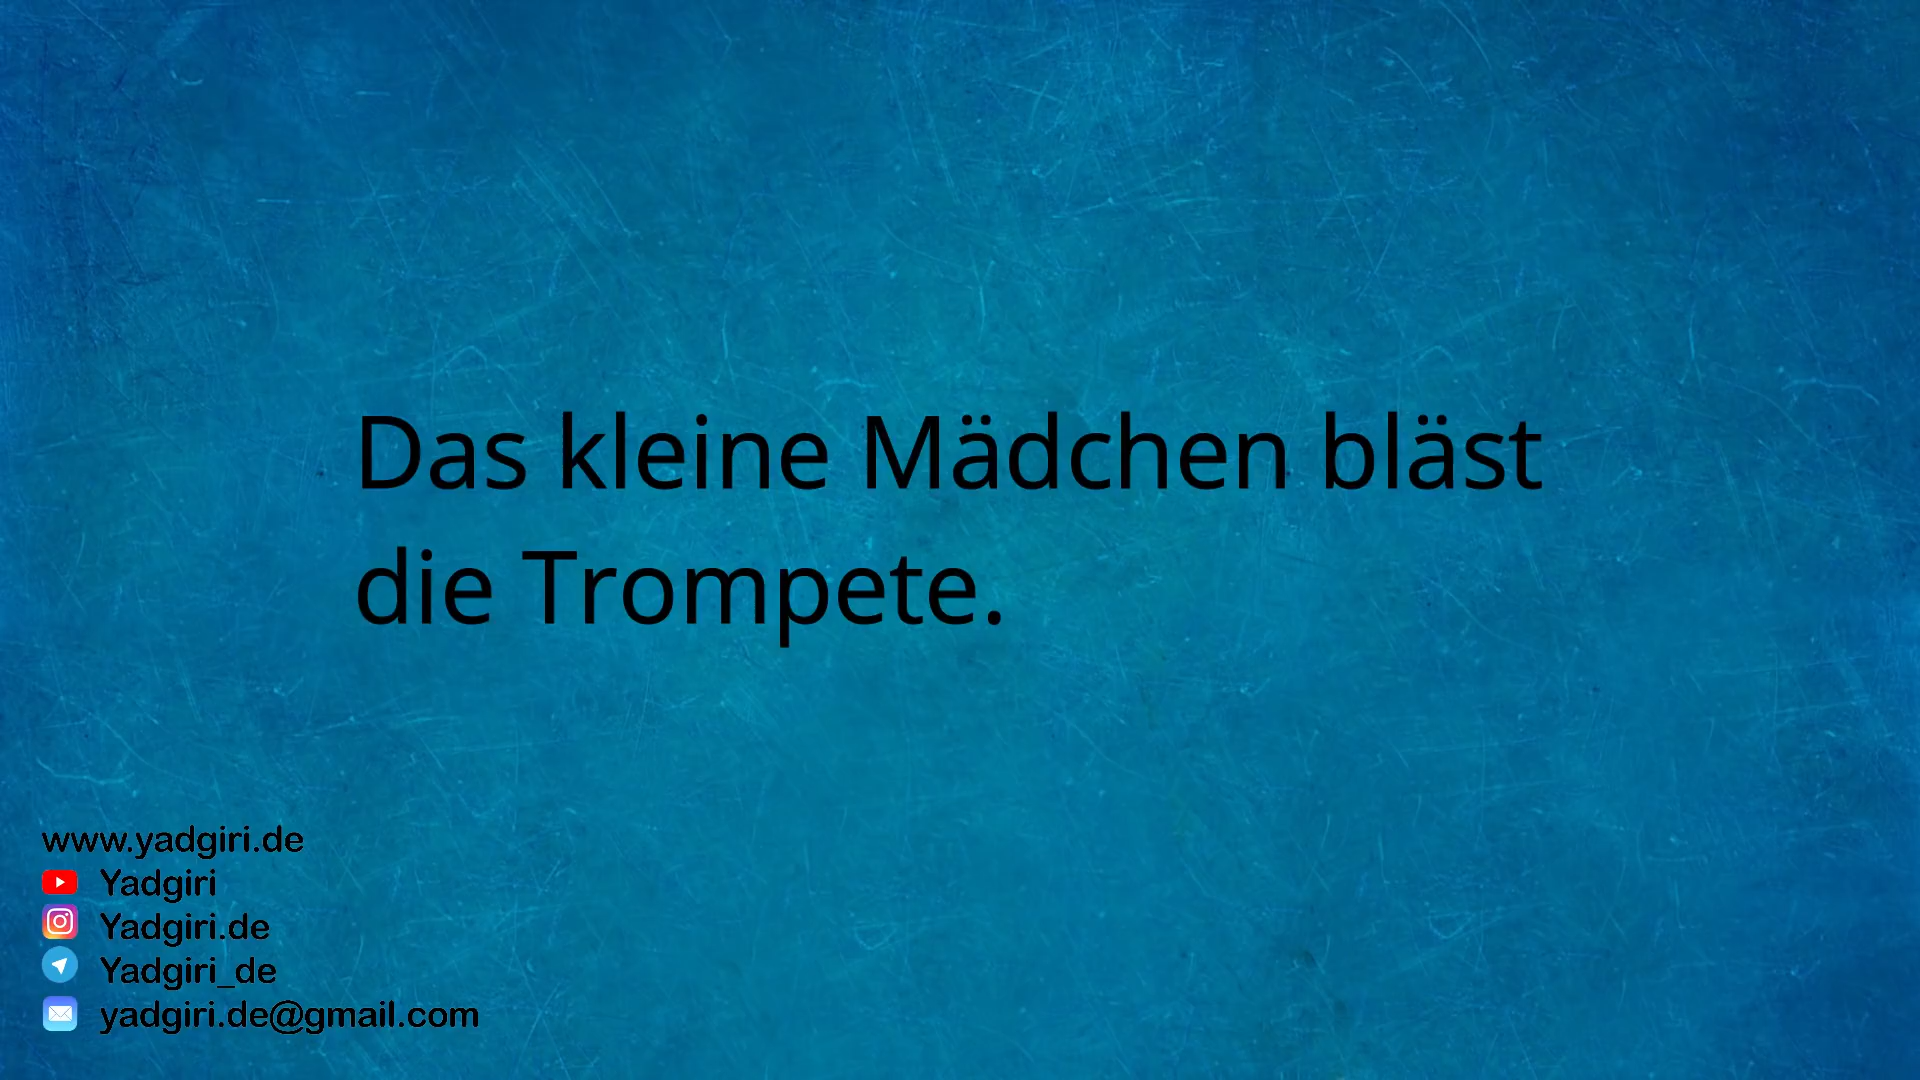 Das kleine Mädchen bläst
die Trompete.
www.yadgiri.de
Yadgiri
Yadgiri.de
Yadgiri_de
yadgiri.de@gmail.com